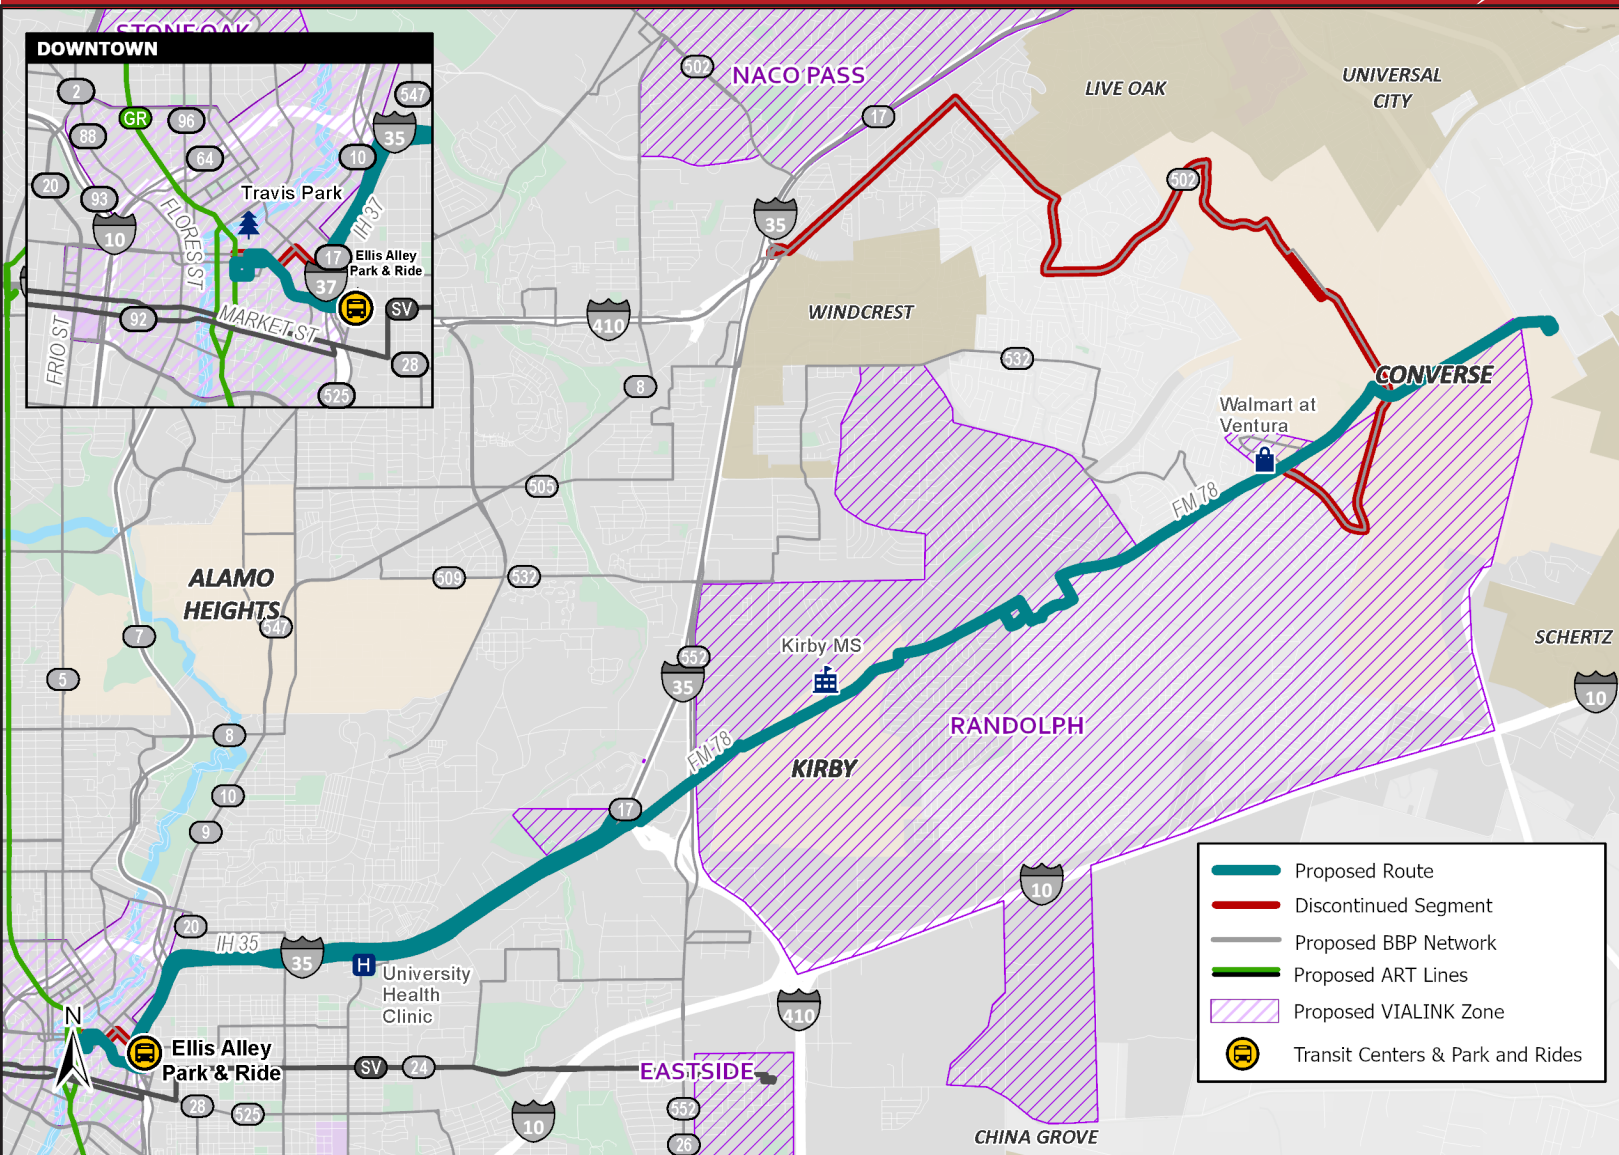 STONE OAK
DOWNTOWN
2
GR
96
88
64
547
35
10
20
93
Travis Park
10
FLORES ST
IH 37
17
Ellis Alley
Park & Ride
37
SV
92
MARKET ST
FRIO ST
28
525
502
NACO PASS
17
LIVE OAK
UNIVERSAL
CITY
502
35
WINDCREST
410
532
8
CONVERSE
Walmart at
Ventura
505
FM 78
ALAMO
HEIGHTS
509
532
547
7
5
Kirby MS
552
35
SCHERTZ
10
RANDOLPH
8
FM 78
KIRBY
10
17
9
10
20
IH 35
35
H
University
Health
Clinic
410
N
Ellis Alley
Park & Ride
SV
24
EASTSIDE
28
525
10
552
26
CHINA GROVE
Proposed Route
Discontinued Segment
Proposed BBP Network
Proposed ART Lines
Proposed VIALINK Zone
Transit Centers & Park and Rides